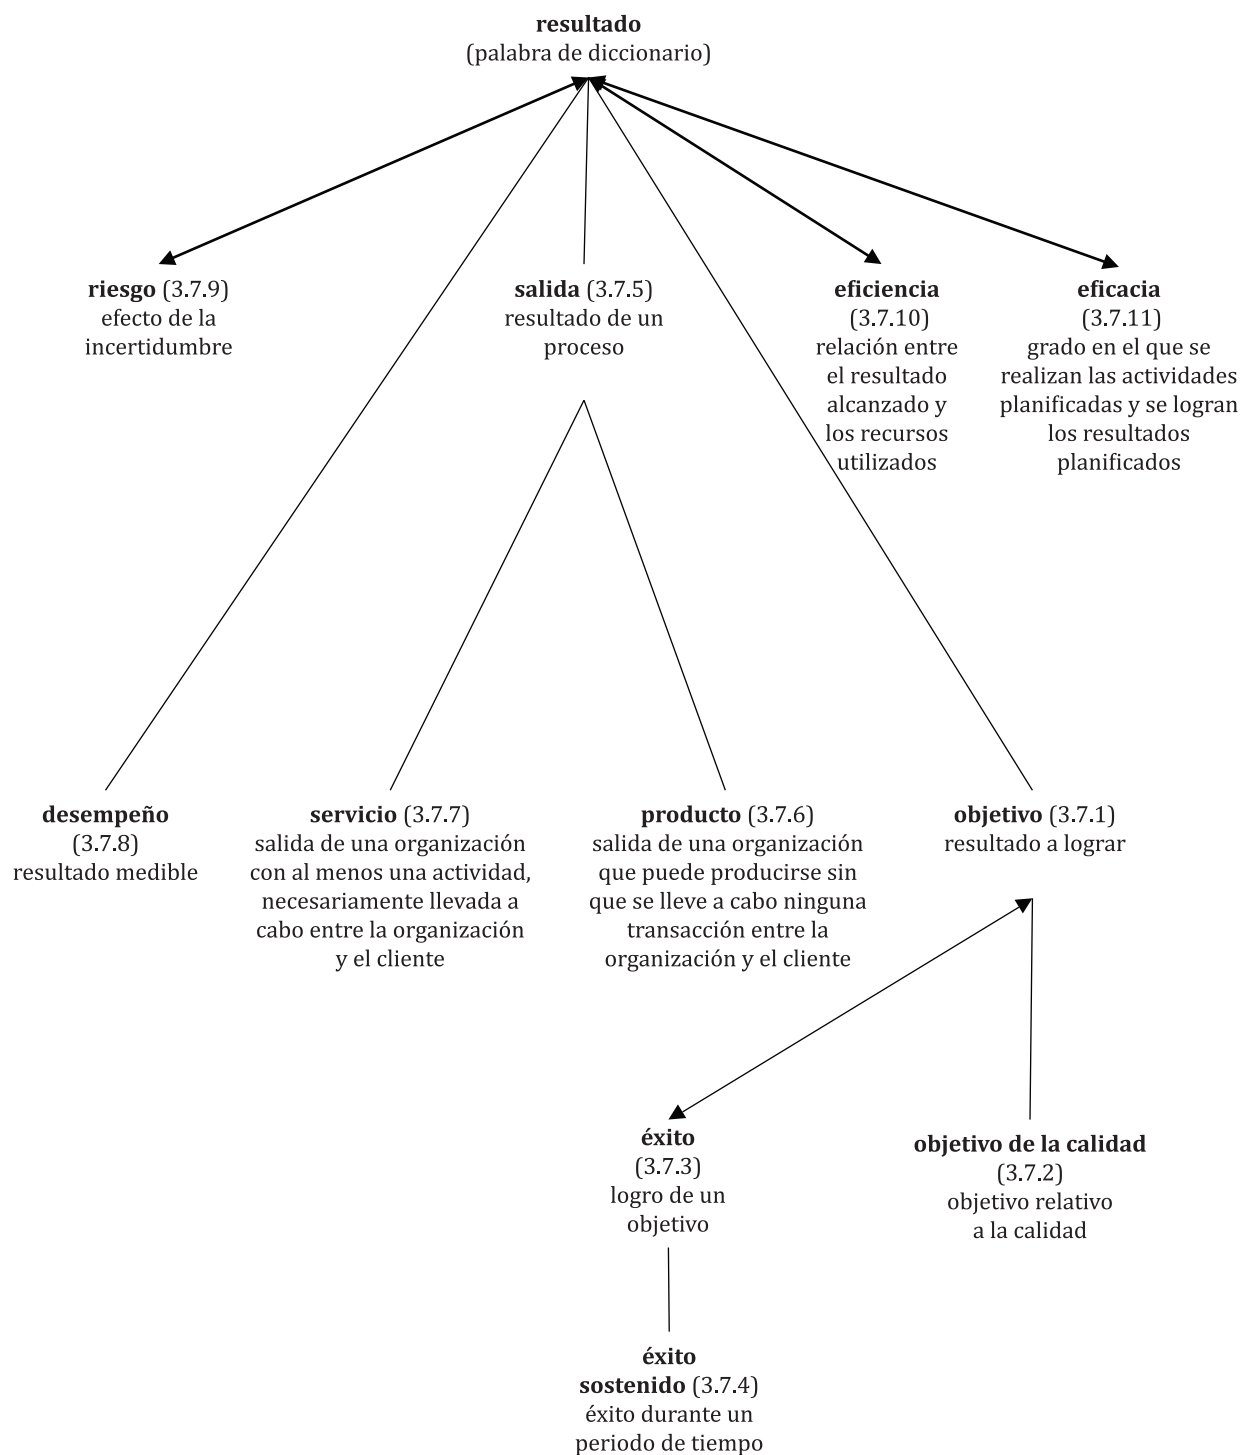 resultado
(palabra de diccionario)
riesgo (3.7.9)
efecto de la
incertidumbre
salida (3.7.5)
resultado de un
proceso
eficiencia
(3.7.10)
relación entre
el resultado
alcanzado y
los recursos
utilizados
eficacia
(3.7.11)
grado en el que se
realizan las actividades
planificadas y se logran
los resultados
planificados
desempeño
(3.7.8)
resultado medible
servicio (3.7.7)
salida de una organización
con al menos una actividad,
necesariamente llevada a
cabo entre la organización
y el cliente
producto (3.7.6)
salida de una organización
que puede producirse sin
que se lleve a cabo ninguna
transacción entre la
organización y el cliente
objetivo (3.7.1)
resultado a lograr
éxito
(3.7.3)
logro de un
objetivo
objetivo de la calidad
(3.7.2)
objetivo relativo
a la calidad
éxito
sostenido (3.7.4)
éxito durante un
periodo de tiempo